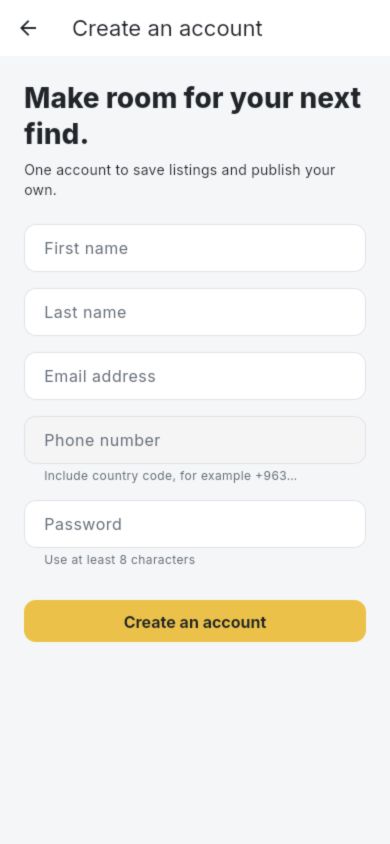 Create an account
Make room for your next
find.
One account to save listings and publish your
own.
First name
Last name
Email address
Phone number
Include country code, for example +963...
Password
Use at least 8 characters
Create an account